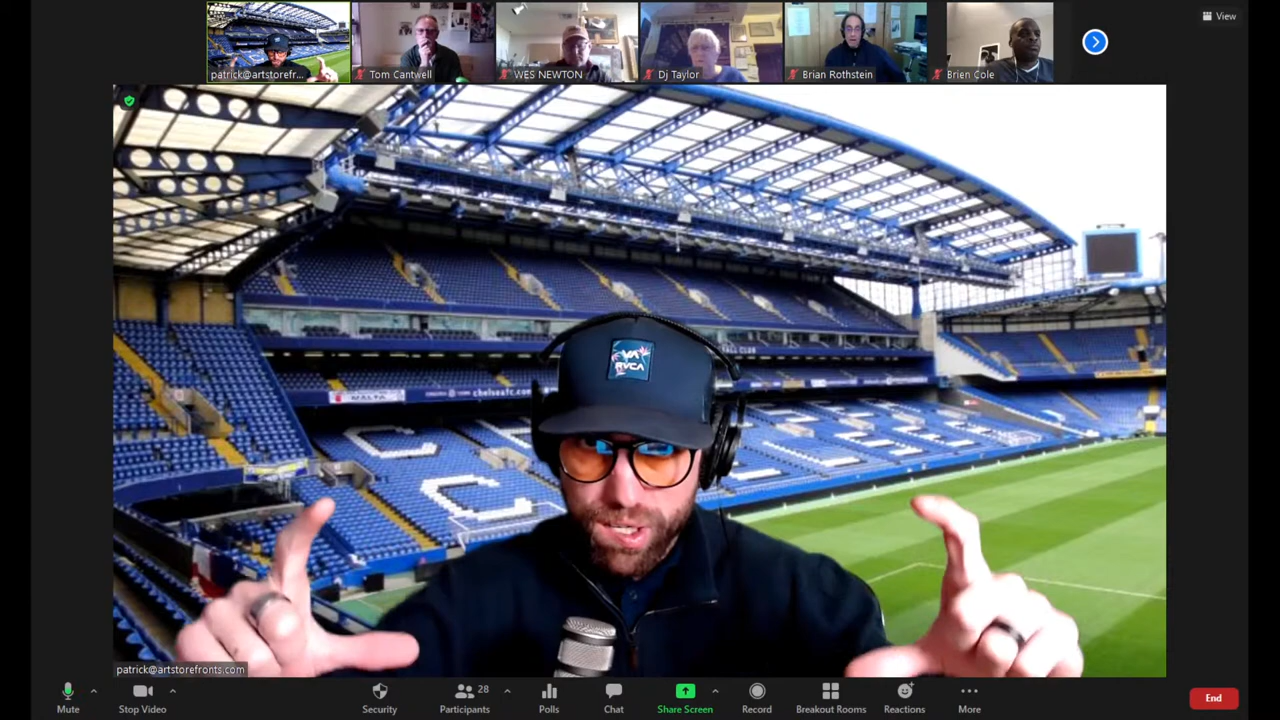 View
patrick@artstorefr...
Tom Cantwell
WES NEWTON
Dj Taylor
Brian Rothstein
Brien Cole
VA
RVCA
MALTA
chelseafc.com
patrick@artstorefronts.com
Mute
Stop Video
Security
Participants
28
Polls
Chat
Share Screen
Record
Breakout Rooms
Reactions
More
End